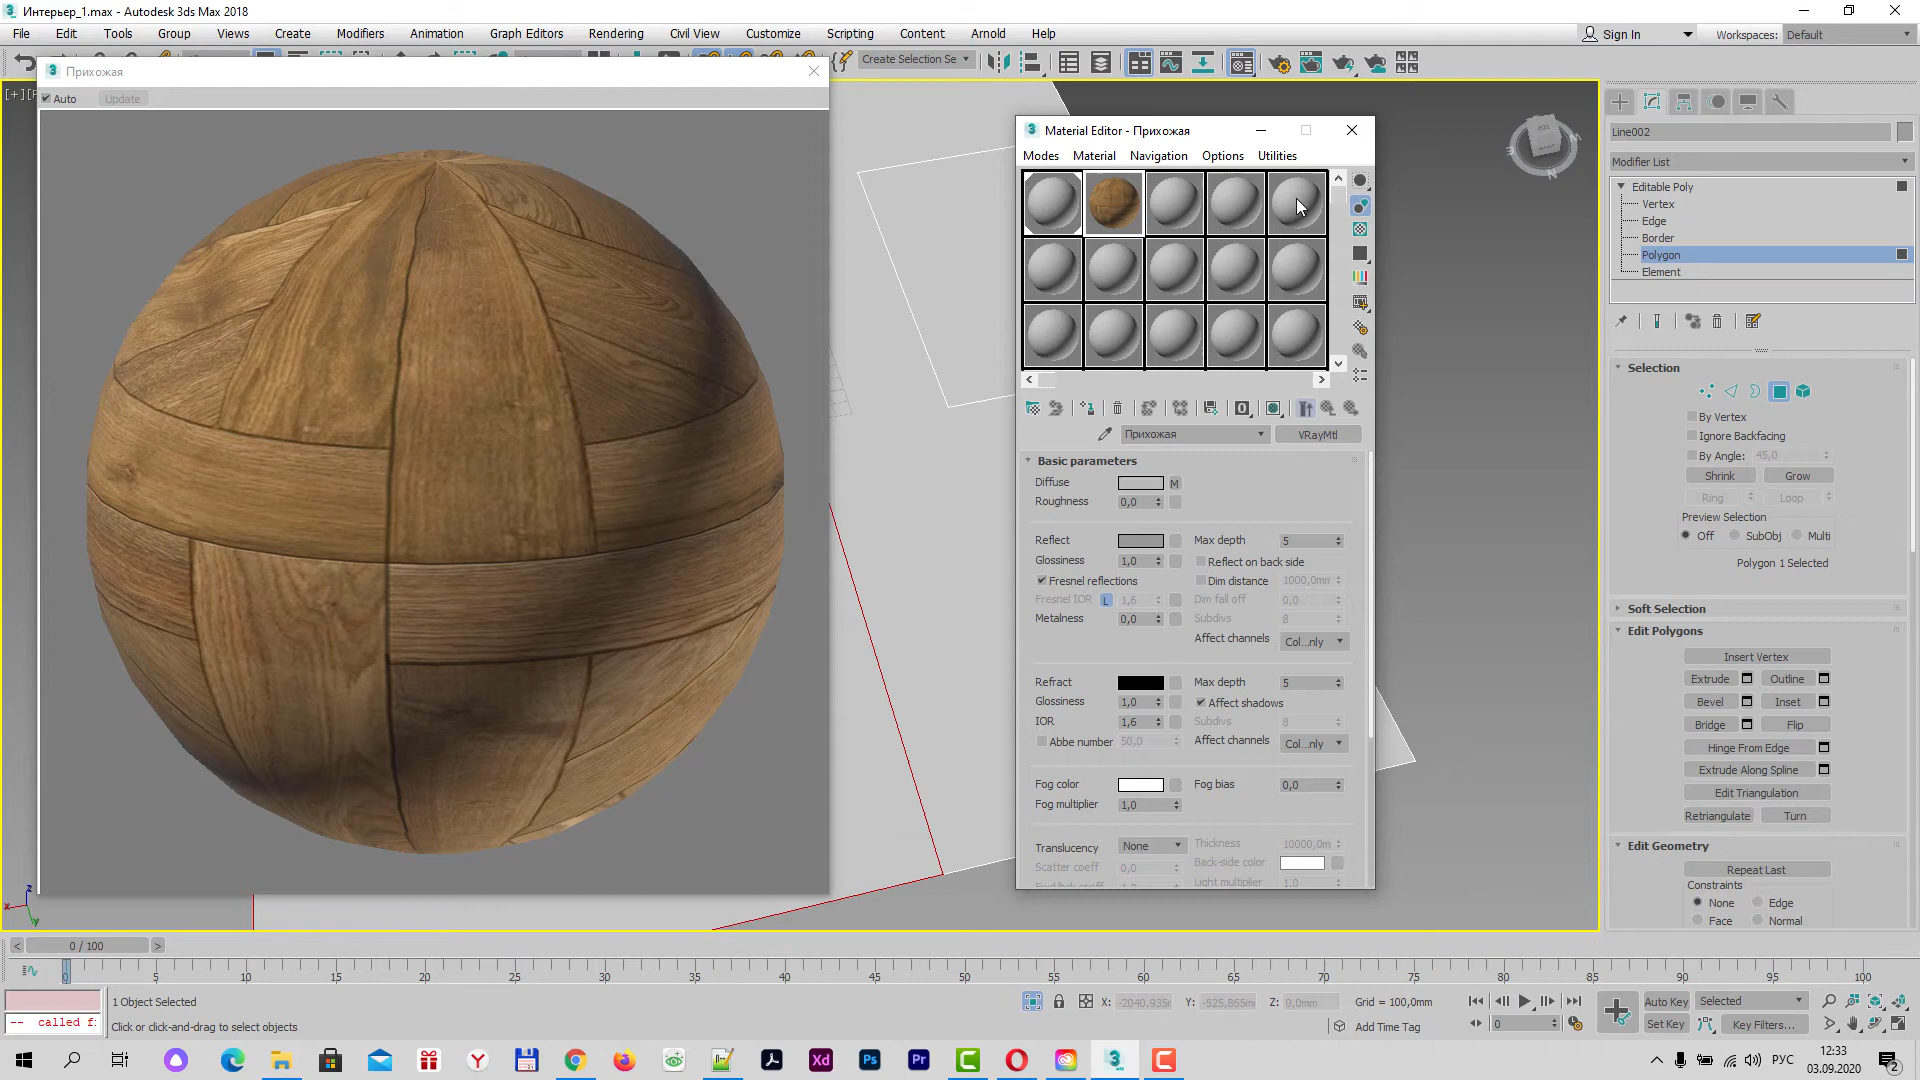 Интерьер_1.max - Autodesk 3ds Max 2018
File Edit Tools Group Views Create Modifiers Animation Graph Editors Rendering Civil View Customize Scripting Content Arnold Help
Sign In
Workspaces: Default
Create Selection Se
Прихожая
Auto Update
[+]
Material Editor - Прихожая
Modes Material Navigation Options Utilities
Прихожая
VRayMtl
Basic parameters
Diffuse
M
Roughness 0,0
Reflect
Max depth 5
Glossiness 1,0
Reflect on back side
Fresnel reflections
Dim distance 1000,0mm
Fresnel IOR L 1,6
Dim fall off 0,0
Metalness 0,0
Subdivs 8
Affect channels Col...nly
Refract
Max depth 5
Glossiness 1,0
Affect shadows
IOR 1,6
Subdivs 8
Abbe number 50,0
Affect channels Col...nly
Fog color
Fog bias 0,0
Fog multiplier 1,0
Translucency None
Thickness 10000,0m
Scatter coeff 0,0
Back-side color
Light multiplier 1,0
Line002
Modifier List
Editable Poly
Vertex
Edge
Border
Polygon
Element
Selection
By Vertex
Ignore Backfacing
By Angle: 45,0
Shrink Grow
Ring Loop
Preview Selection
Off SubObj Multi
Polygon 1 Selected
Soft Selection
Edit Polygons
Insert Vertex
Extrude Outline
Bevel Inset
Bridge Flip
Hinge From Edge
Extrude Along Spline
Edit Triangulation
Retriangulate Turn
Edit Geometry
Repeat Last
Constraints
None Edge
Face Normal
< 0 / 100 >
0 5 10 15 20 25 30 35 40 45 50 55 60 65 70 75 80 85 90 95 100
1 Object Selected
X: -2040,935m Y: -525,865m Z: 0,0mm Grid = 100,0mm
Auto Key Selected
-- called f:
Click or click-and-drag to select objects
Add Time Tag
0
Set Key Key Filters...
РУС
12:33
03.09.2020
2